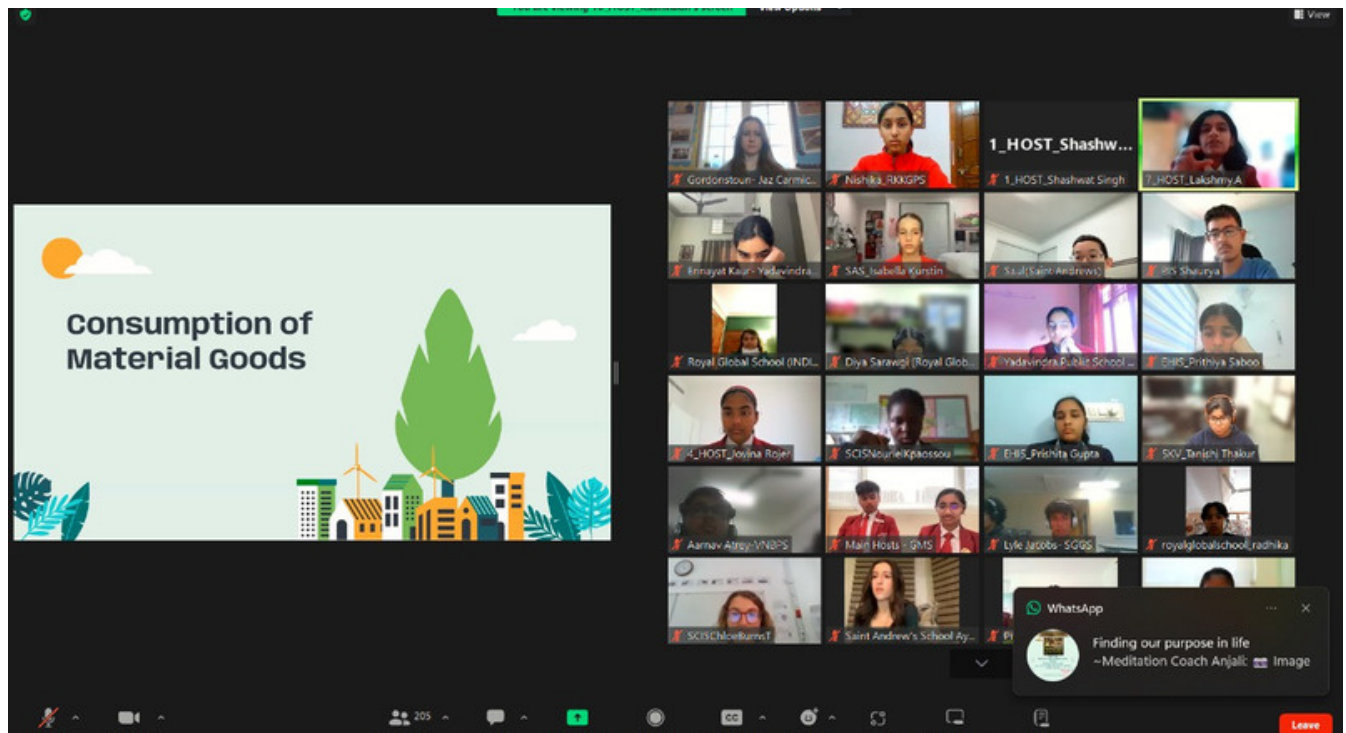 View
Consumption of
Material Goods
1_HOST_Shashw...
Gordonstoun- Jaz Carmic...
Nishika_RKKGPS
1_HOST_Shashwat Singh
7_HOST_Lakshmy.A
Ennayat Kaur- Yadavindra...
SAS_Isabella Kurstin
Saul(Saint Andrews)
BIS Shaurya
Royal Global School (INDI...
Diya Sarawgi (Royal Glob...
Yadavindra Public School ...
EHIS_Prithiya Saboo
4_HOST_Jovina Rojer
SCISNourielKpaossou
EHIS_Prishita Gupta
SKV_Tanishi Thakur
Aarnav Atrey-VNBPS
Main Hosts - GMS
Lyle Jacobs- SGGS
royalglobalschool_radhika
SCISChloeBurnsT
Saint Andrew's School Ay...
WhatsApp
Finding our purpose in life
~Meditation Coach Anjali: Image
205
CC
Leave